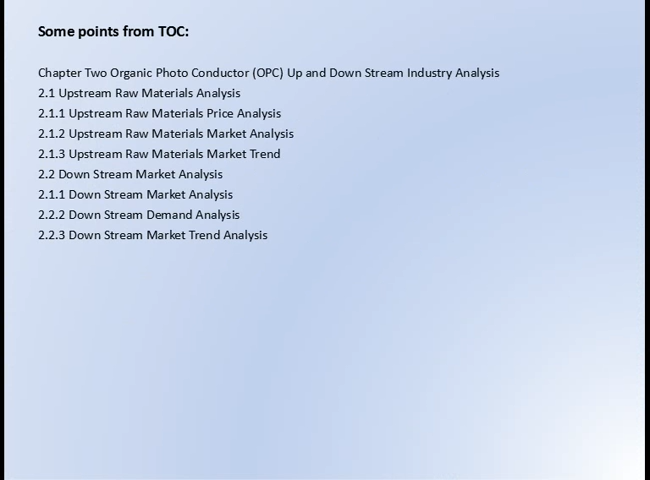 Some points from TOC:
Chapter Two Organic Photo Conductor (OPC) Up and Down Stream Industry Analysis
2.1 Upstream Raw Materials Analysis
2.1.1 Upstream Raw Materials Price Analysis
2.1.2 Upstream Raw Materials Market Analysis
2.1.3 Upstream Raw Materials Market Trend
2.2 Down Stream Market Analysis
2.1.1 Down Stream Market Analysis
2.2.2 Down Stream Demand Analysis
2.2.3 Down Stream Market Trend Analysis